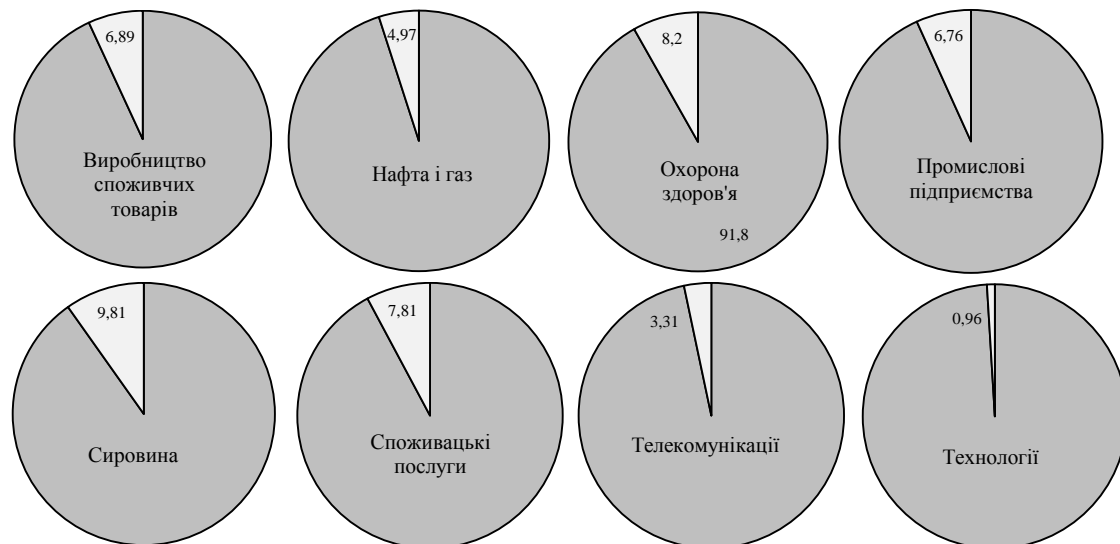 6,89
Виробництво
споживчих
товарів
4,97
Нафта і газ
8,2
Охорона
здоров'я
91,8
6,76
Промислові
підприємства
9,81
Сировина
7,81
Споживацькі
послуги
3,31
Телекомунікації
0,96
Технології